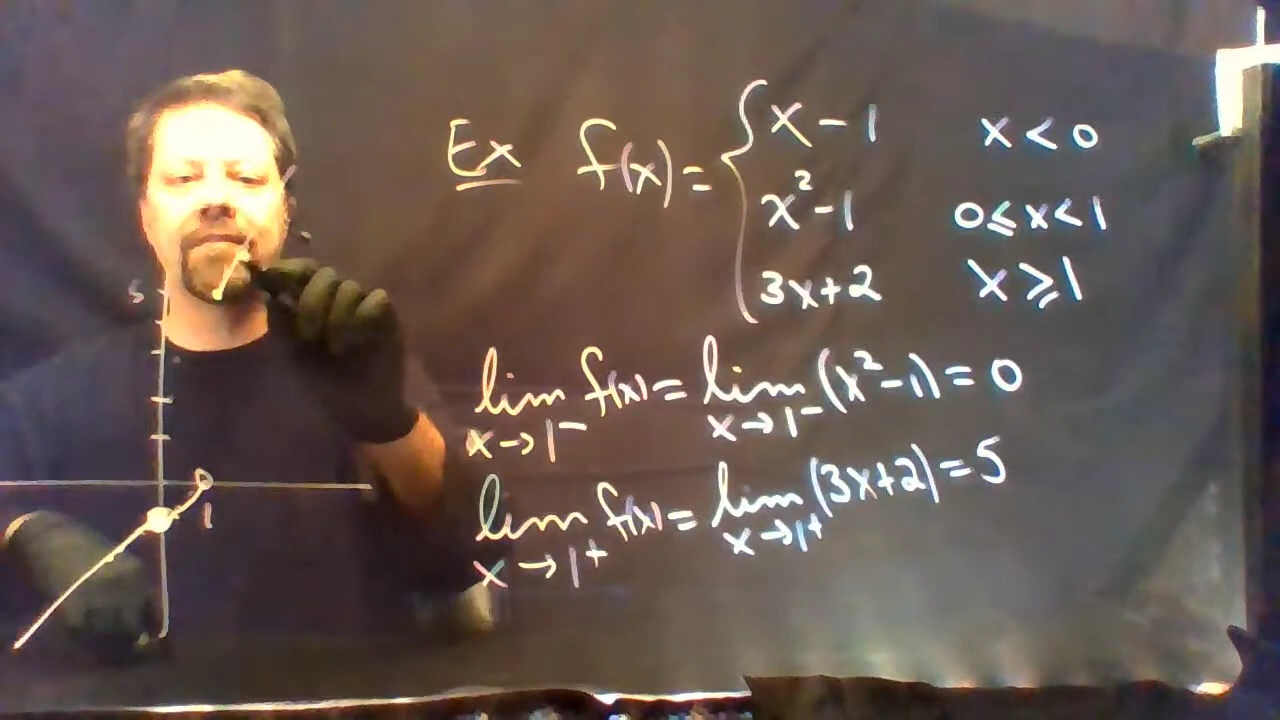 Ex f(x) = { x - 1 x < 0
x² - 1 0 ≤ x < 1
3x + 2 x ≥ 1
lim x→1⁻ f(x) = lim x→1⁻ (x² - 1) = 0
lim x→1⁺ f(x) = lim x→1⁺ (3x + 2) = 5
5
1